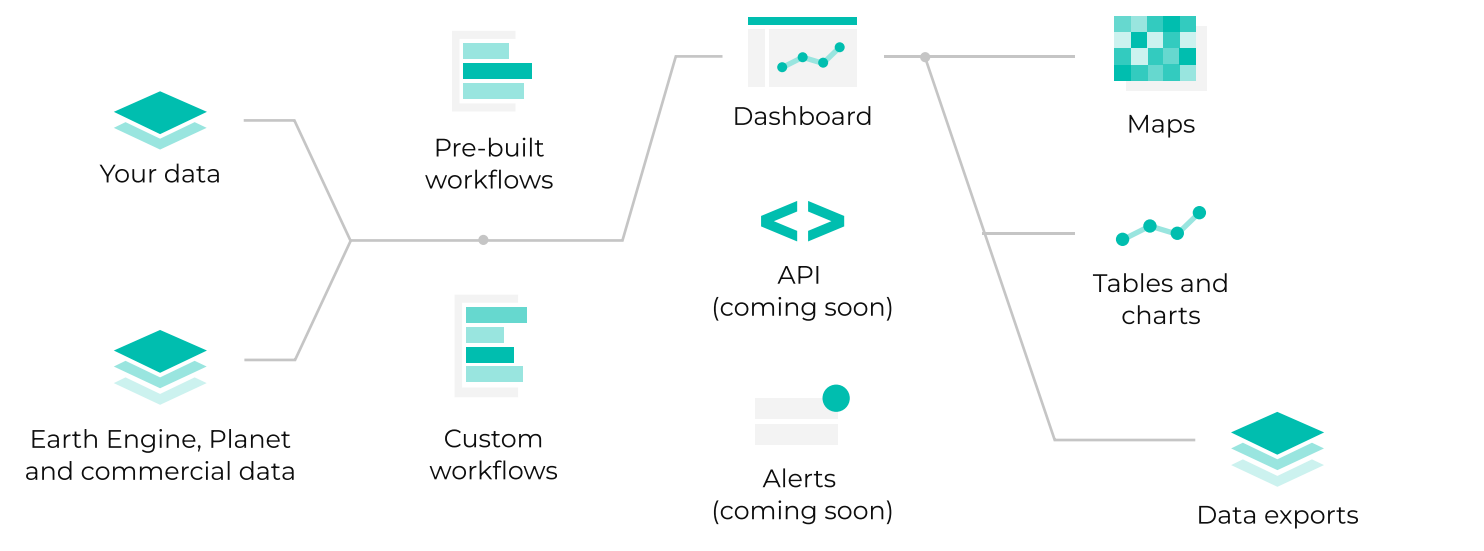 Your data
Earth Engine, Planet
and commercial data
Pre-built
workflows
Custom
workflows
Dashboard
API
(coming soon)
Alerts
(coming soon)
Maps
Tables and
charts
Data exports